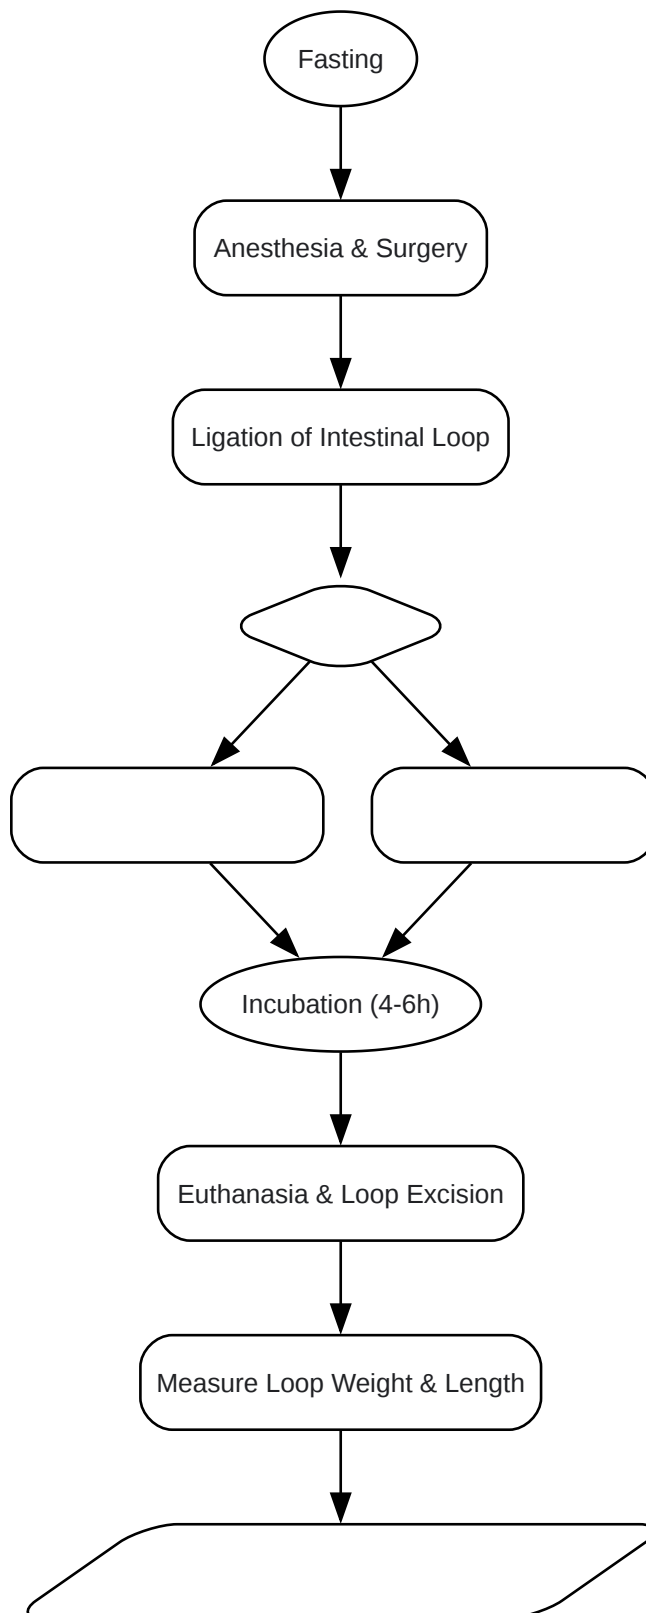 Fasting
Anesthesia & Surgery
Ligation of Intestinal Loop
Incubation (4-6h)
Euthanasia & Loop Excision
Measure Loop Weight & Length